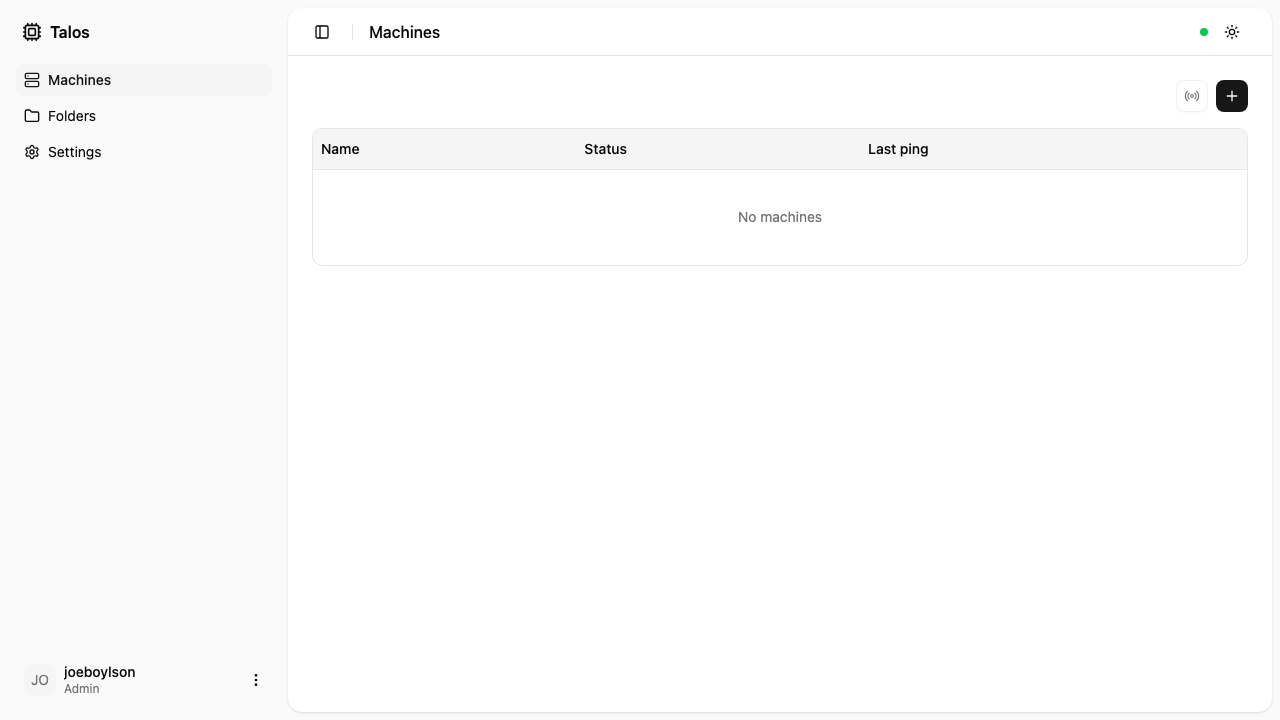 Talos
Machines
Folders
Settings
JO
joeboylson
Admin
Machines
Name Status Last ping
No machines